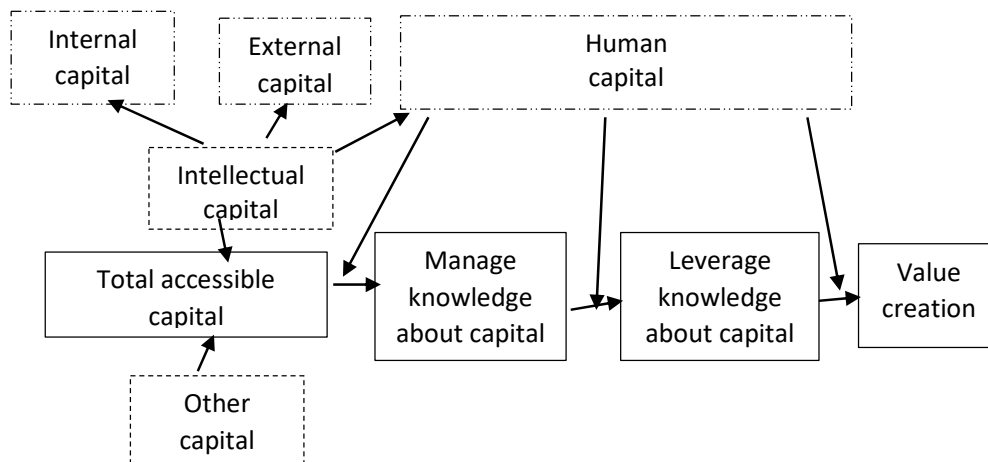 Internal
capital
External
capital
Human
capital
Intellectual
capital
Total accessible
capital
Manage
knowledge
about capital
Leverage
knowledge
about capital
Value
creation
Other
capital